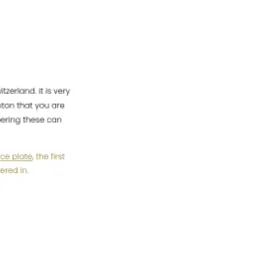 itzerland. It is very
ton that you are
ering these can
ce plate, the first
ered in.